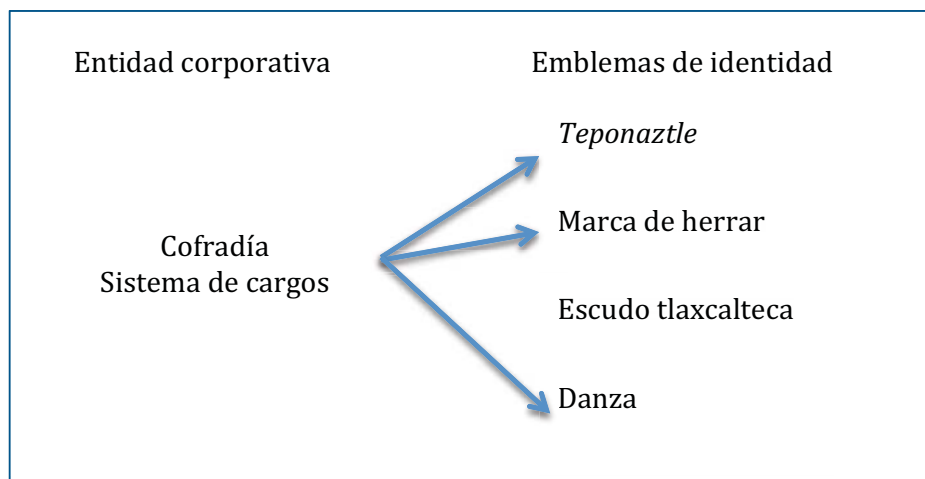 Entidad corporativa
Emblemas de identidad
Teponaztle
Marca de herrar
Cofradía
Sistema de cargos
Escudo tlaxcalteca
Danza